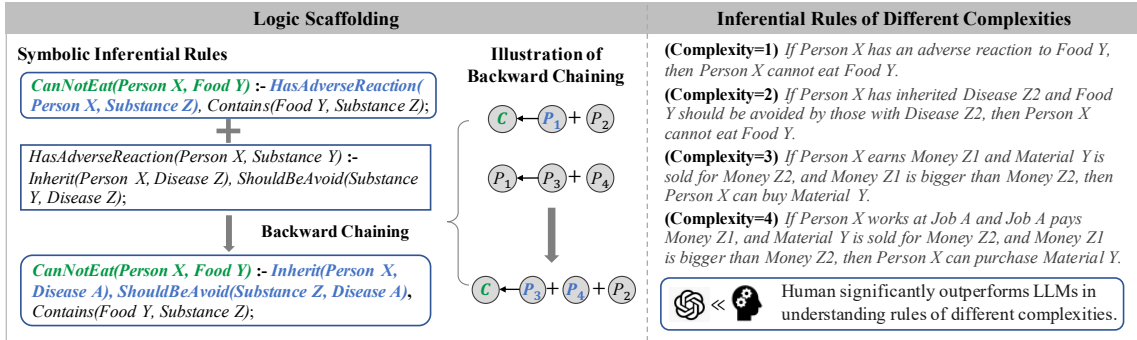 Logic Scaffolding
Symbolic Inferential Rules
CanNotEat(Person X, Food Y) :- HasAdverseReaction(
Person X, Substance Z), Contains(Food Y, Substance Z);
HasAdverseReaction(Person X, Substance Y) :-
Inherit(Person X, Disease Z), ShouldBeAvoid(Substance
Y, Disease Z);
Backward Chaining
CanNotEat(Person X, Food Y) :- Inherit(Person X,
Disease A), ShouldBeAvoid(Substance Z, Disease A),
Contains(Food Y, Substance Z);
Illustration of
Backward Chaining
C P1 + P2
P1 P3 + P4
C P3 + P4 + P2
Inferential Rules of Different Complexities
(Complexity=1) If Person X has an adverse reaction to Food Y,
then Person X cannot eat Food Y.
(Complexity=2) If Person X has inherited Disease Z2 and Food
Y should be avoided by those with Disease Z2, then Person X
cannot eat Food Y.
(Complexity=3) If Person X earns Money Z1 and Material Y is
sold for Money Z2, and Money Z1 is bigger than Money Z2, then
Person X can buy Material Y.
(Complexity=4) If Person X works at Job A and Job A pays
Money Z1, and Material Y is sold for Money Z2, and Money Z1
is bigger than Money Z2, then Person X can purchase Material Y.
≪ Human significantly outperforms LLMs in
understanding rules of different complexities.